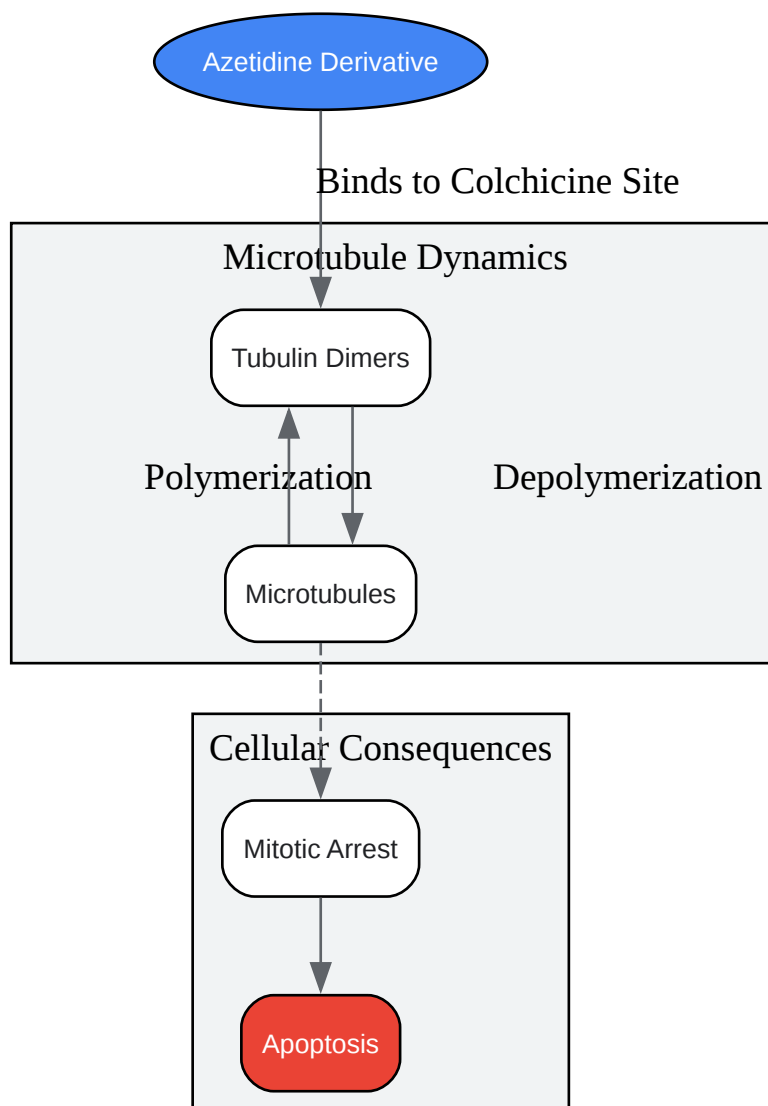 Azetidine Derivative
Binds to Colchicine Site
Microtubule Dynamics
Tubulin Dimers
Polymerization
Depolymerization
Microtubules
Cellular Consequences
Mitotic Arrest
Apoptosis